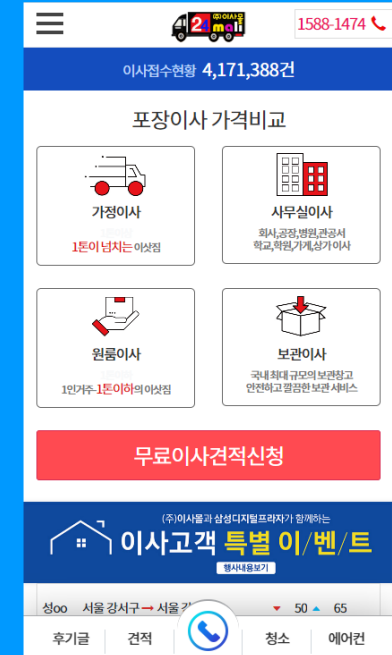 24 (주)이사몰 mall
1588-1474
이사접수현황 4,171,388건
포장이사 가격비교
가정이사
1톤이 넘치는 이삿짐
사무실이사
회사,공장,병원,관공서
학교,학원,가게,상가 이사
원룸이사
1인거주-1톤이하의 이삿짐
보관이사
국내 최대 규모의 보관창고
안전하고 깔끔한 보관 서비스
무료이사견적신청
(주)이사몰과 삼성디지털프라자가 함께하는
이사고객 특별 이/벤/트
행사내용보기
성oo 서울 강서구 → 서울 ▼ 50 ▲ 65
후기글 견적 청소 에어컨